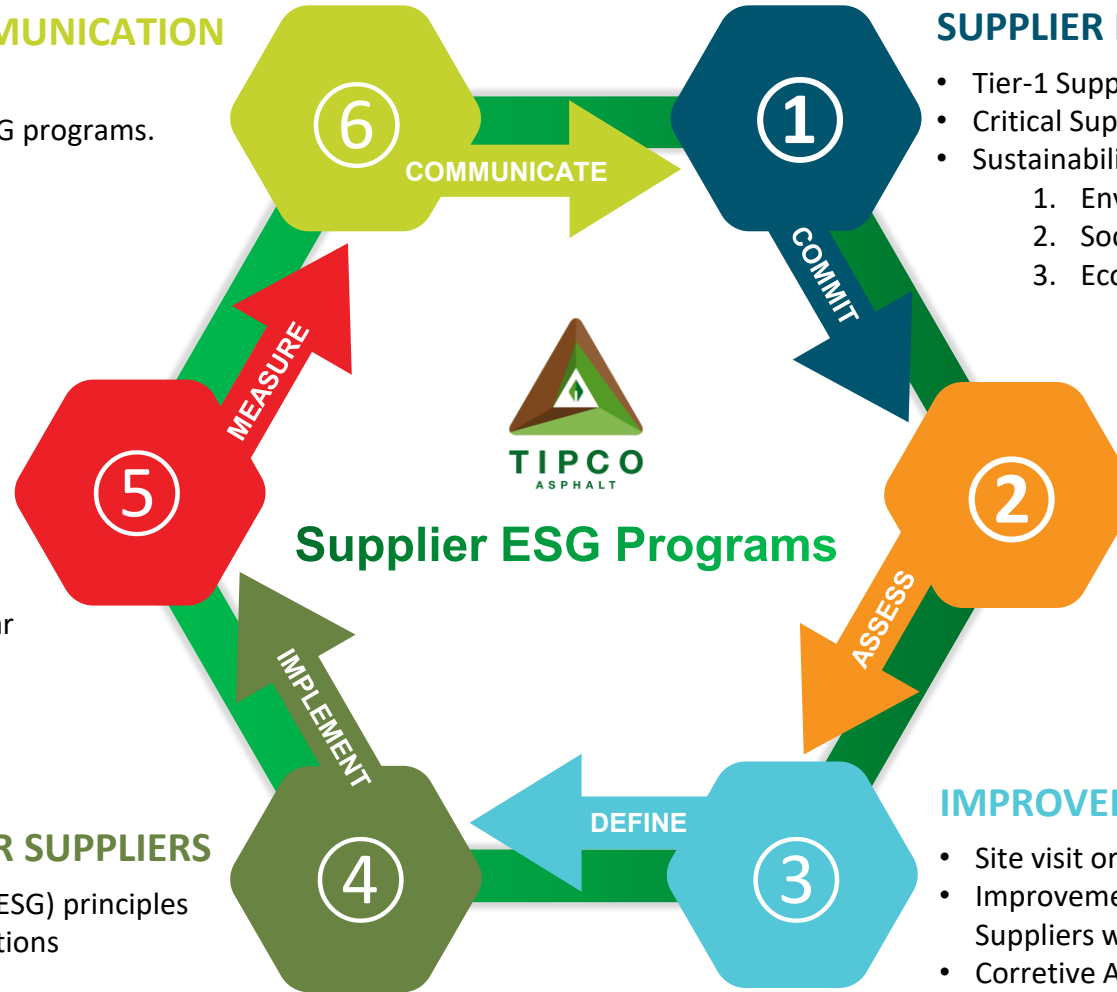 MUNICATION
G programs.
6
COMMUNICATE
1
COMMIT
SUPPLIER
• Tier-1 Supp
• Critical Sup
• Sustainabili
1. Env
2. Soc
3. Eco
MEASURE
TIPCO
ASPHALT
Supplier ESG Programs
5
2
ASSESS
ar
IMPLEMENT
DEFINE
R SUPPLIERS
ESG) principles
tions
4
3
IMPROVE
• Site visit or
• Improveme
Suppliers w
• Corretive A